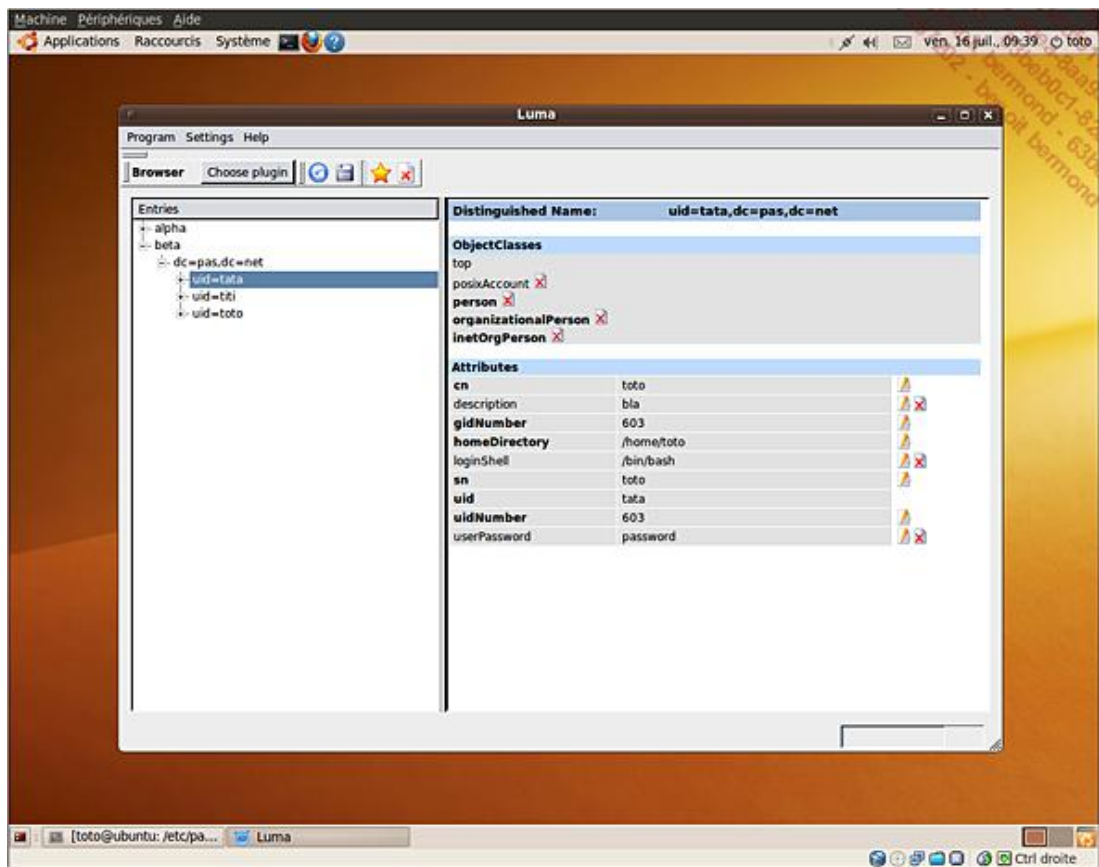 Machine Périphériques Aide
Applications Raccourcis Système ven. 16 juil., 09:39 toto
Luma
Program Settings Help
Browser Choose plugin
Entries
alpha
beta
dc=pas,dc=net
uid=tata
uid=titi
uid=toto
Distinguished Name: uid=tata,dc=pas,dc=net
ObjectClasses
top
posixAccount
person
organizationalPerson
inetOrgPerson
Attributes
cn toto
description bla
gidNumber 603
homeDirectory /home/toto
loginShell /bin/bash
sn toto
uid tata
uidNumber 603
userPassword password
[toto@ubuntu: /etc/pa... Luma
Ctrl droite
bermond